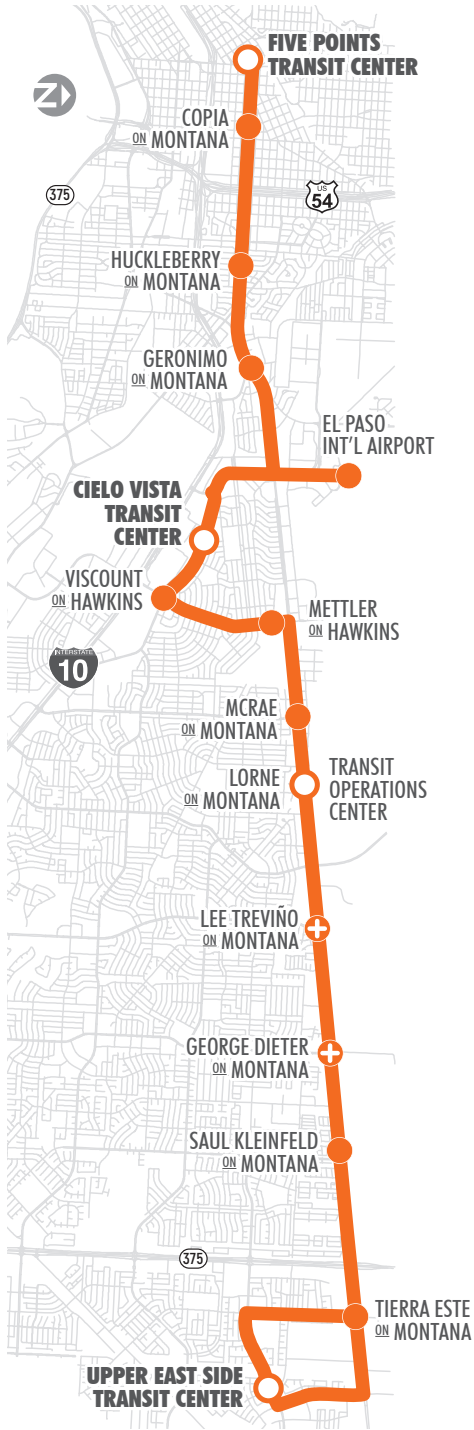 FIVE POINTS
TRANSIT CENTER
N
COPIA
ON MONTANA
375
US
54
HUCKLEBERRY
ON MONTANA
GERONIMO
ON MONTANA
EL PASO
INT'L AIRPORT
CIELO VISTA
TRANSIT
CENTER
VISCOUNT
ON HAWKINS
METTLER
ON HAWKINS
INTERSTATE
10
MCRAE
ON MONTANA
LORNE
ON MONTANA
TRANSIT
OPERATIONS
CENTER
LEE TREVIÑO
ON MONTANA
GEORGE DIETER
ON MONTANA
SAUL KLEINFELD
ON MONTANA
375
TIERRA ESTE
ON MONTANA
UPPER EAST SIDE
TRANSIT CENTER